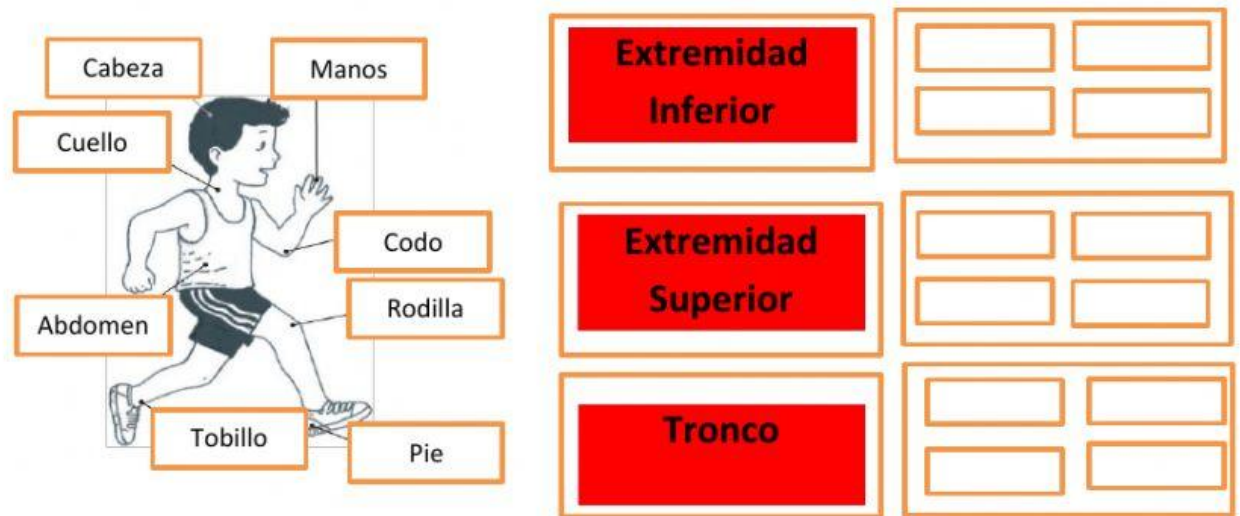 Cabeza
Manos
Cuello
Codo
Rodilla
Abdomen
Tobillo
Pie
Extremidad
Inferior
Extremidad
Superior
Tronco